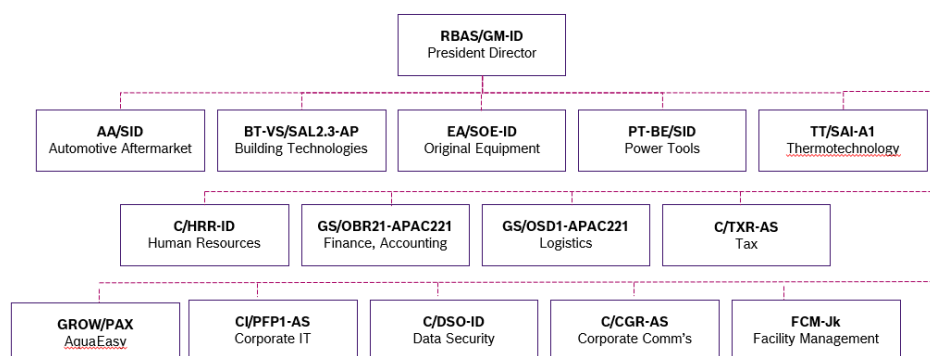 RBAS/GM-ID
President Director
AA/SID
Automotive Aftermarket
BT-VS/SAL2.3-AP
Building Technologies
EA/SOE-ID
Original Equipment
PT-BE/SID
Power Tools
TT/SAI-A1
Thermotechnology
C/HRR-ID
Human Resources
GS/OBR21-APAC221
Finance, Accounting
GS/OSD1-APAC221
Logistics
C/TXR-AS
Tax
GROW/PAX
AquaEasy
CI/PFP1-AS
Corporate IT
C/DSO-ID
Data Security
C/CGR-AS
Corporate Comm's
FCM-Jk
Facility Management